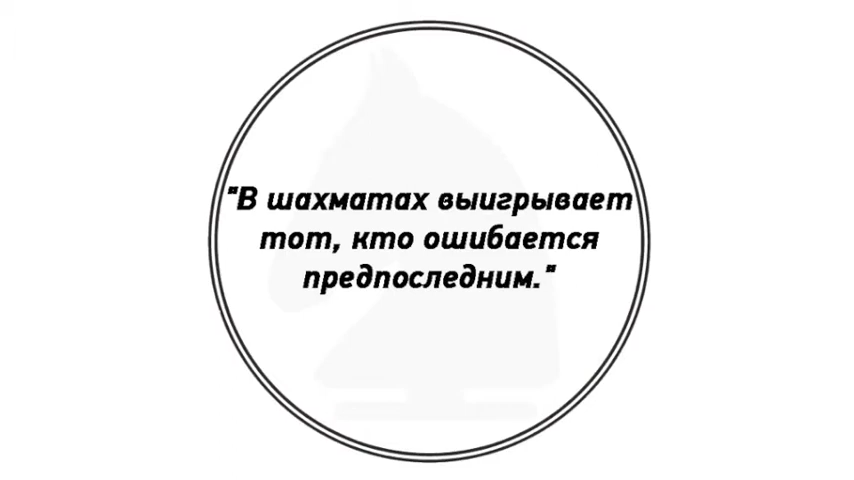 "В шахматах выигрывает
тот, кто ошибается
предпоследним."